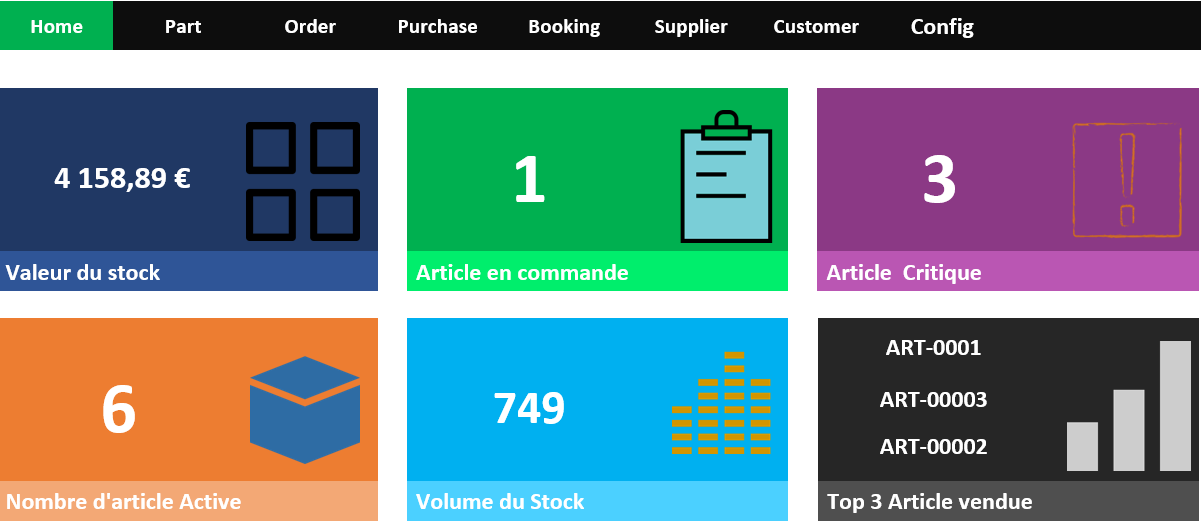 Home Part Order Purchase Booking Supplier Customer Config
4 158,89 €
Valeur du stock
1
Article en commande
3
Article  Critique
6
Nombre d'article Active
749
Volume du Stock
ART-0001
ART-00003
ART-00002
Top 3 Article vendue